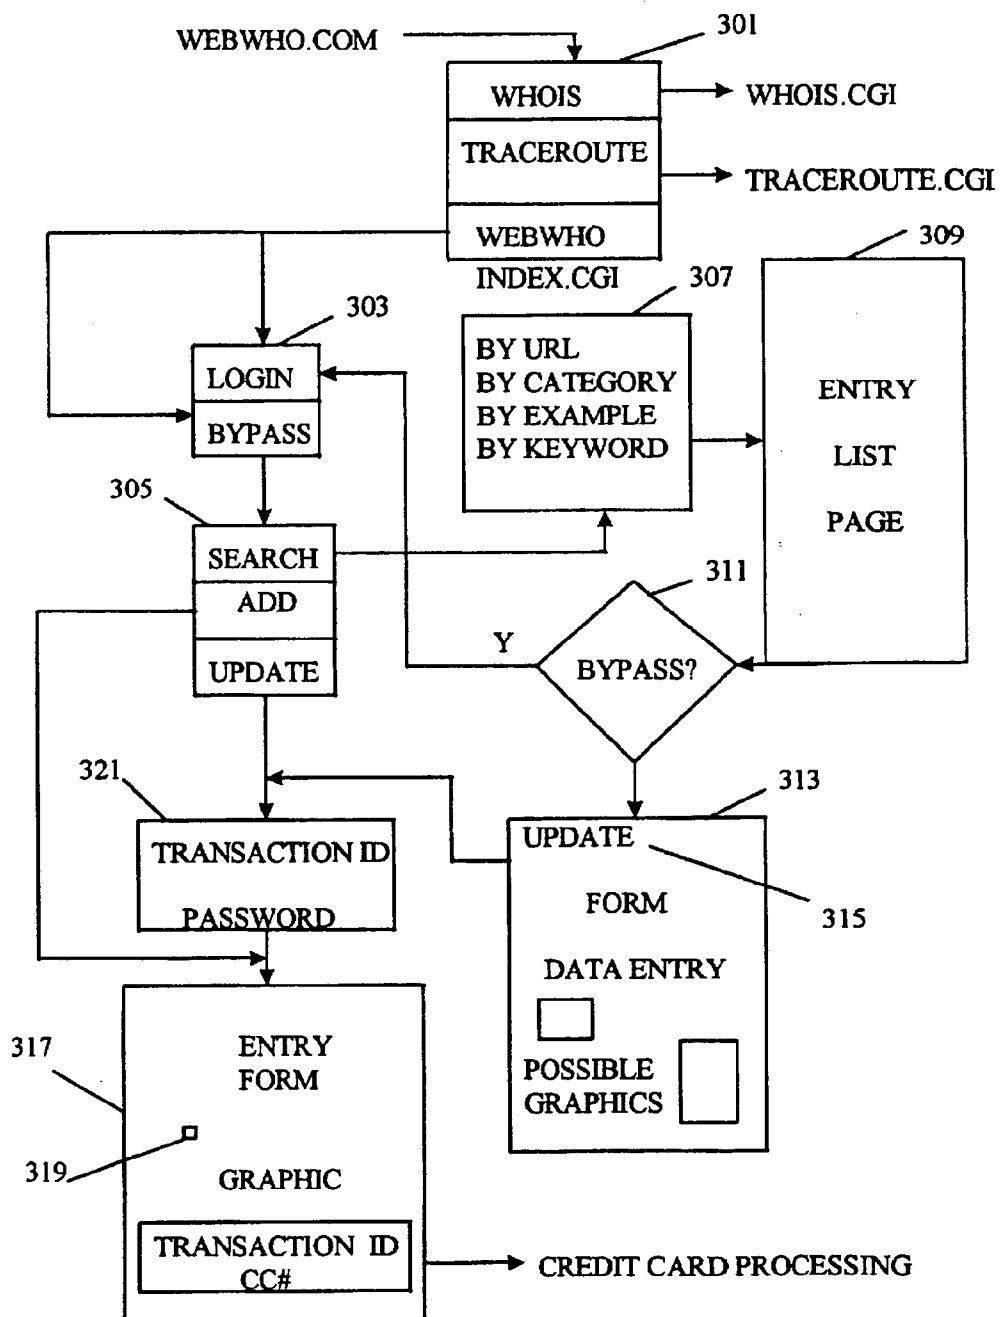 301
WEBWHO.COM
WHOIS
WHOIS.CGI
TRACEROUTE
TRACEROUTE.CGI
WEBWHO
INDEX.CGI
309
307
303
BY URL
BY CATEGORY
BY EXAMPLE
BY KEYWORD
LOGIN
BYPASS
ENTRY
LIST
PAGE
305
SEARCH
ADD
UPDATE
311
Y
BYPASS?
321
TRANSACTION ID
PASSWORD
313
UPDATE
315
FORM
DATA ENTRY
POSSIBLE
GRAPHICS
317
ENTRY
FORM
319
GRAPHIC
TRANSACTION ID
CC#
CREDIT CARD PROCESSING